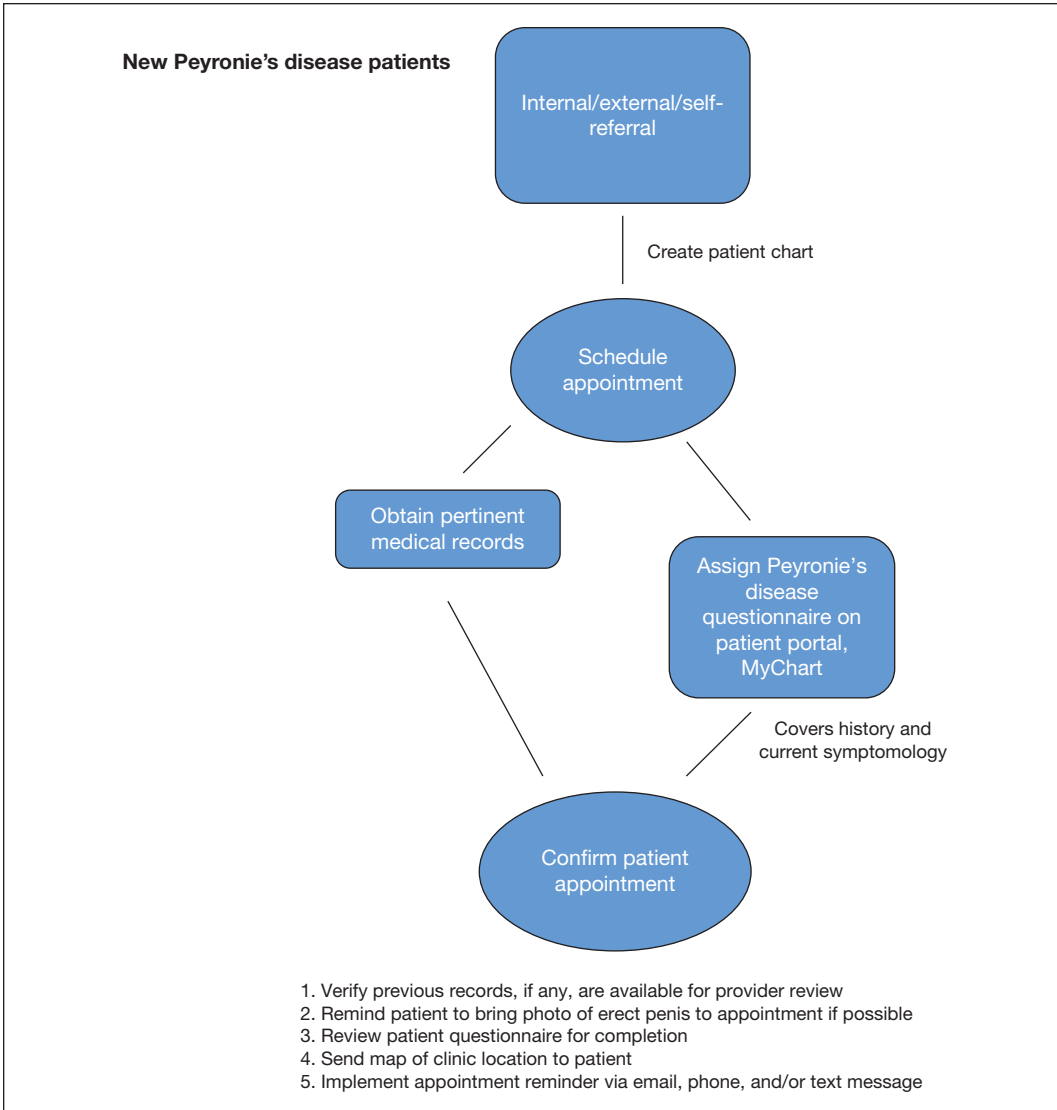 New Peyronie’s disease patients
Internal/external/self-
referral
Create patient chart
Schedule
appointment
Obtain pertinent
medical records
Assign Peyronie’s
disease
questionnaire on
patient portal,
MyChart
Covers history and
current symptomology
Confirm patient
appointment
1. Verify previous records, if any, are available for provider review
2. Remind patient to bring photo of erect penis to appointment if possible
3. Review patient questionnaire for completion
4. Send map of clinic location to patient
5. Implement appointment reminder via email, phone, and/or text message